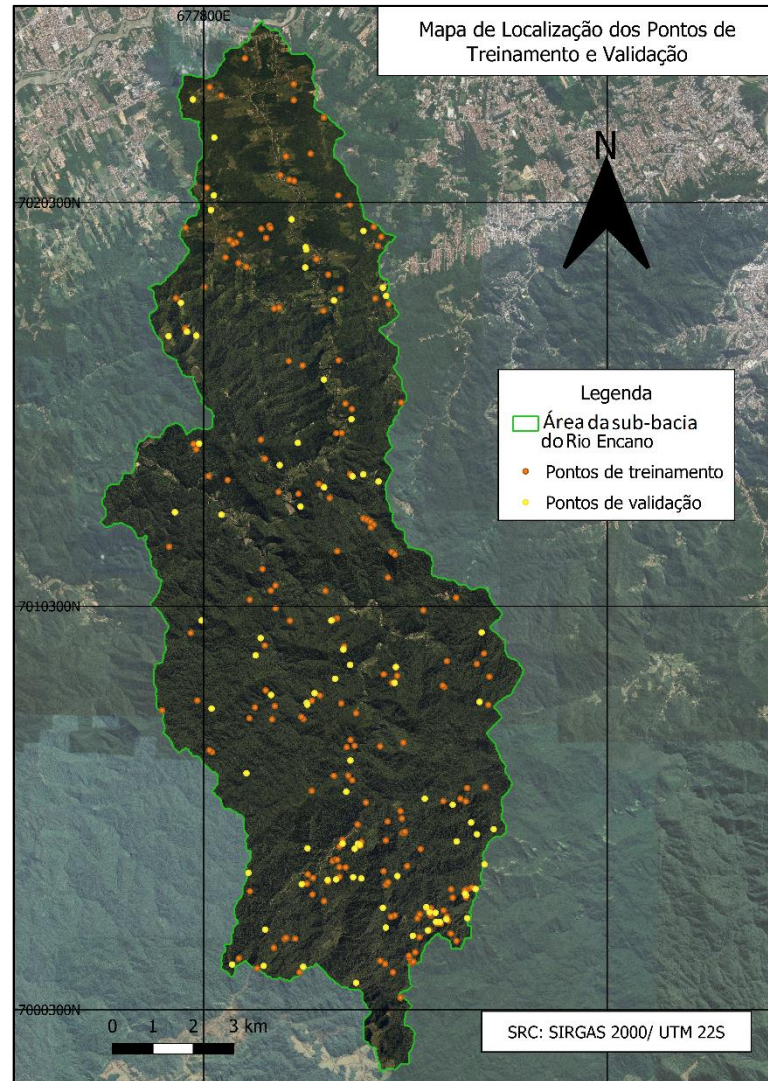 677800E
Mapa de Localização dos Pontos de
Treinamento e Validação
N
7020300N
Legenda
Área da sub-bacia
do Rio Encano
Pontos de treinamento
Pontos de validação
7010300N
7000300N
0 1 2 3 km
SRC: SIRGAS 2000/ UTM 22S